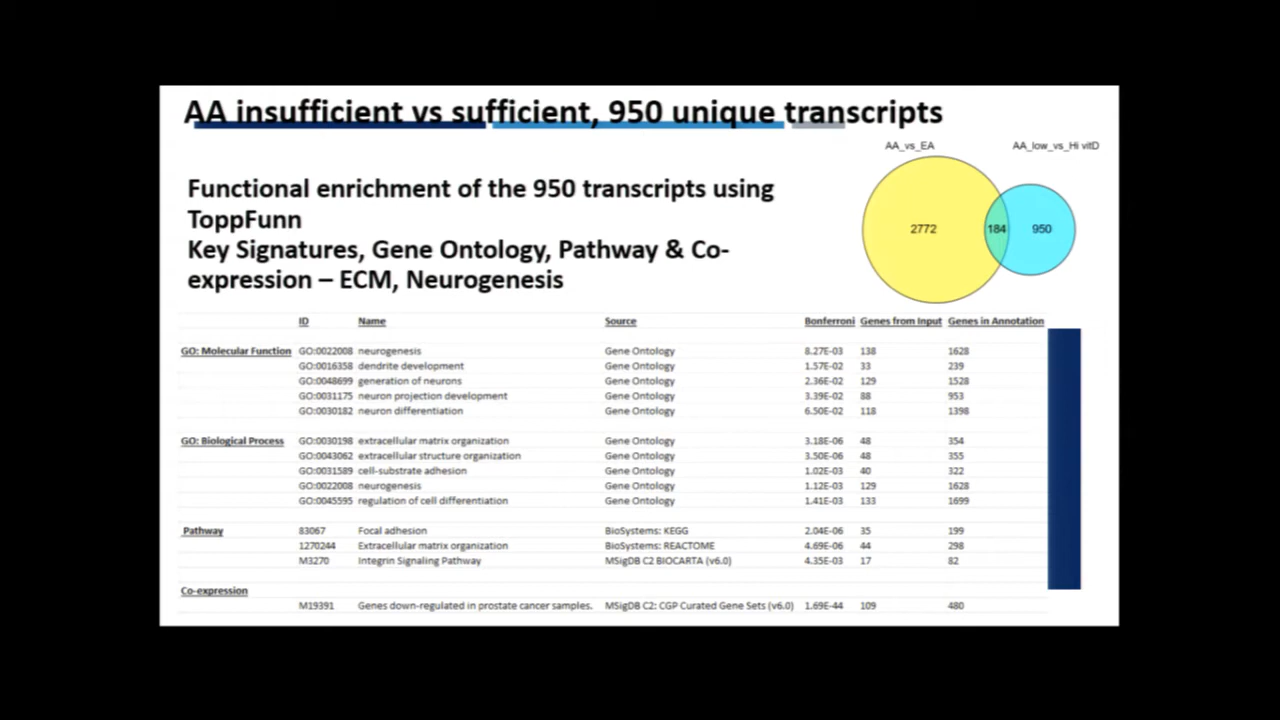 AA insufficient vs sufficient, 950 unique transcripts
AA_vs_EA
AA_low_vs_Hi vitD
2772
184
950
Functional enrichment of the 950 transcripts using
ToppFunn
Key Signatures, Gene Ontology, Pathway & Co-
expression – ECM, Neurogenesis
ID Name Source Bonferroni Genes from Input Genes in Annotation
GO: Molecular Function GO:0022008 neurogenesis Gene Ontology 8.27E-03 138 1628
GO:0016358 dendrite development Gene Ontology 1.57E-02 33 239
GO:0048699 generation of neurons Gene Ontology 2.36E-02 129 1528
GO:0031175 neuron projection development Gene Ontology 3.39E-02 88 953
GO:0030182 neuron differentiation Gene Ontology 6.50E-02 118 1398
GO: Biological Process GO:0030198 extracellular matrix organization Gene Ontology 3.18E-06 48 354
GO:0043062 extracellular structure organization Gene Ontology 3.50E-06 48 355
GO:0031589 cell-substrate adhesion Gene Ontology 1.02E-03 40 322
GO:0022008 neurogenesis Gene Ontology 1.12E-03 129 1628
GO:0045595 regulation of cell differentiation Gene Ontology 1.41E-03 133 1699
Pathway 83067 Focal adhesion BioSystems: KEGG 2.04E-06 35 199
1270244 Extracellular matrix organization BioSystems: REACTOME 4.69E-06 44 298
M3270 Integrin Signaling Pathway MSigDB C2 BIOCARTA (v6.0) 4.35E-03 17 82
Co-expression
M19391 Genes down-regulated in prostate cancer samples. MSigDB C2: CGP Curated Gene Sets (v6.0) 1.69E-44 109 480